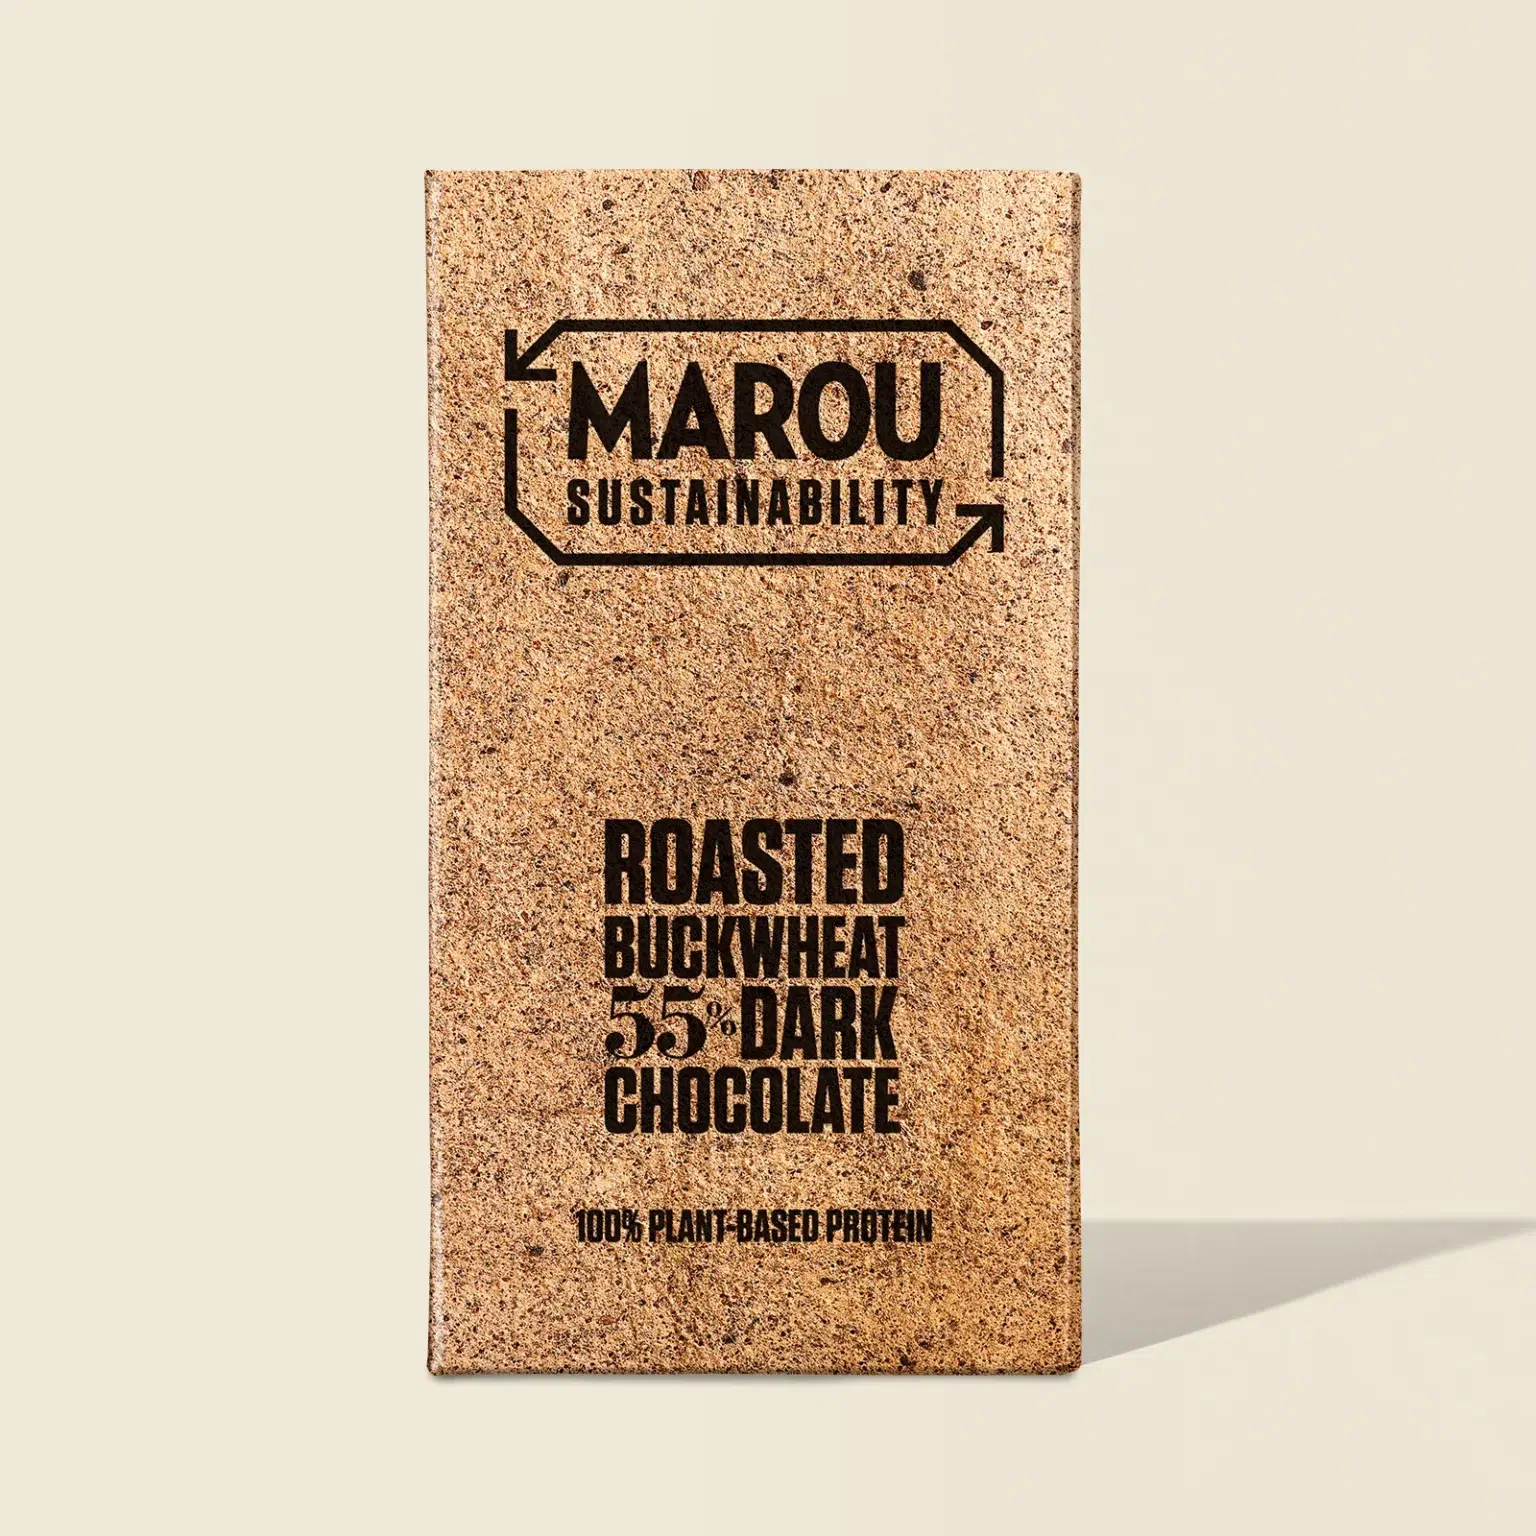 MAROU
SUSTAINABILITY
ROASTED
BUCKWHEAT
55% DARK
CHOCOLATE
100% PLANT-BASED PROTEIN